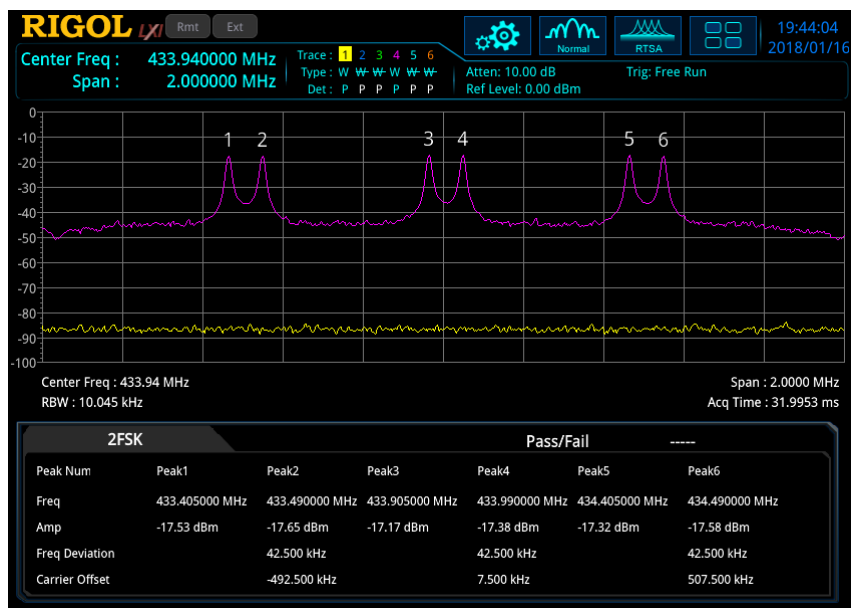 RIGOL LXI Rmt Ext
19:44:04
2018/01/16
Normal RTSA
Center Freq : 433.940000 MHz
Span : 2.000000 MHz
Trace : 1 2 3 4 5 6
Type : W W W W W W
Det : P P P P P P
Atten: 10.00 dB Trig: Free Run
Ref Level: 0.00 dBm
0
-10
-20
-30
-40
-50
-60
-70
-80
-90
-100
1 2 3 4 5 6
Center Freq : 433.94 MHz Span : 2.0000 MHz
RBW : 10.045 kHz Acq Time : 31.9953 ms
2FSK Pass/Fail -----
Peak Num Peak1 Peak2 Peak3 Peak4 Peak5 Peak6
Freq 433.405000 MHz 433.490000 MHz 433.905000 MHz 433.990000 MHz 434.405000 MHz 434.490000 MHz
Amp -17.53 dBm -17.65 dBm -17.17 dBm -17.38 dBm -17.32 dBm -17.58 dBm
Freq Deviation 42.500 kHz 42.500 kHz 42.500 kHz
Carrier Offset -492.500 kHz 7.500 kHz 507.500 kHz